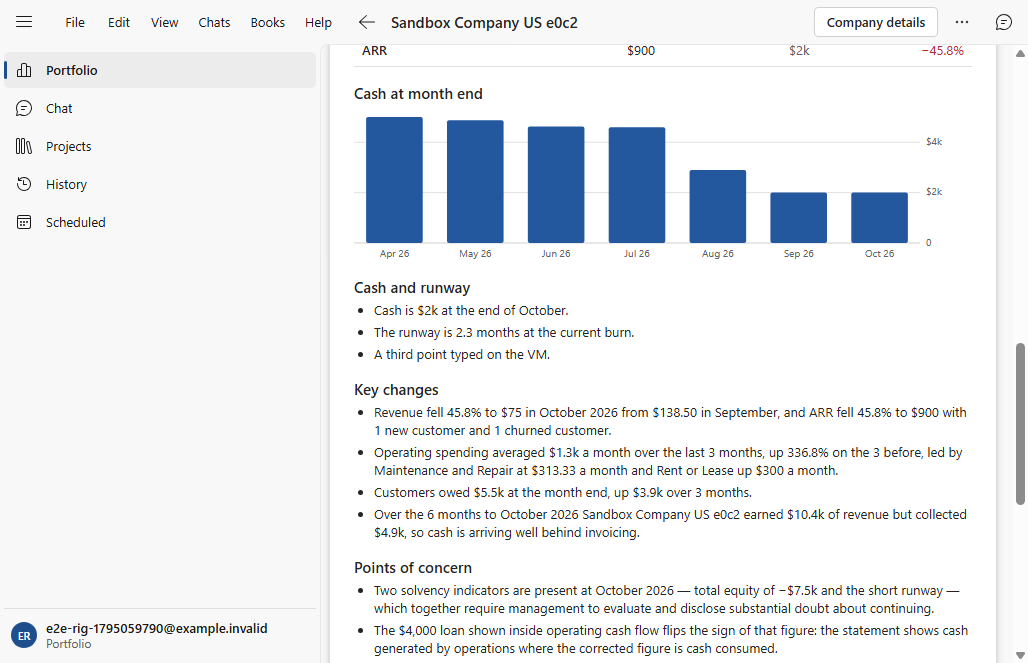 File Edit View Chats Books Help
Sandbox Company US e0c2
Company details
Portfolio
Chat
Projects
History
Scheduled
ER
e2e-rig-1795059790@example.invalid
Portfolio
ARR $900 $2k −45.8%
Cash at month end
$4k
$2k
0
Apr 26 May 26 Jun 26 Jul 26 Aug 26 Sep 26 Oct 26
Cash and runway
• Cash is $2k at the end of October.
• The runway is 2.3 months at the current burn.
• A third point typed on the VM.
Key changes
• Revenue fell 45.8% to $75 in October 2026 from $138.50 in September, and ARR fell 45.8% to $900 with
1 new customer and 1 churned customer.
• Operating spending averaged $1.3k a month over the last 3 months, up 336.8% on the 3 before, led by
Maintenance and Repair at $313.33 a month and Rent or Lease up $300 a month.
• Customers owed $5.5k at the month end, up $3.9k over 3 months.
• Over the 6 months to October 2026 Sandbox Company US e0c2 earned $10.4k of revenue but collected
$4.9k, so cash is arriving well behind invoicing.
Points of concern
• Two solvency indicators are present at October 2026 — total equity of −$7.5k and the short runway —
which together require management to evaluate and disclose substantial doubt about continuing.
• The $4,000 loan shown inside operating cash flow flips the sign of that figure: the statement shows cash
generated by operations where the corrected figure is cash consumed.